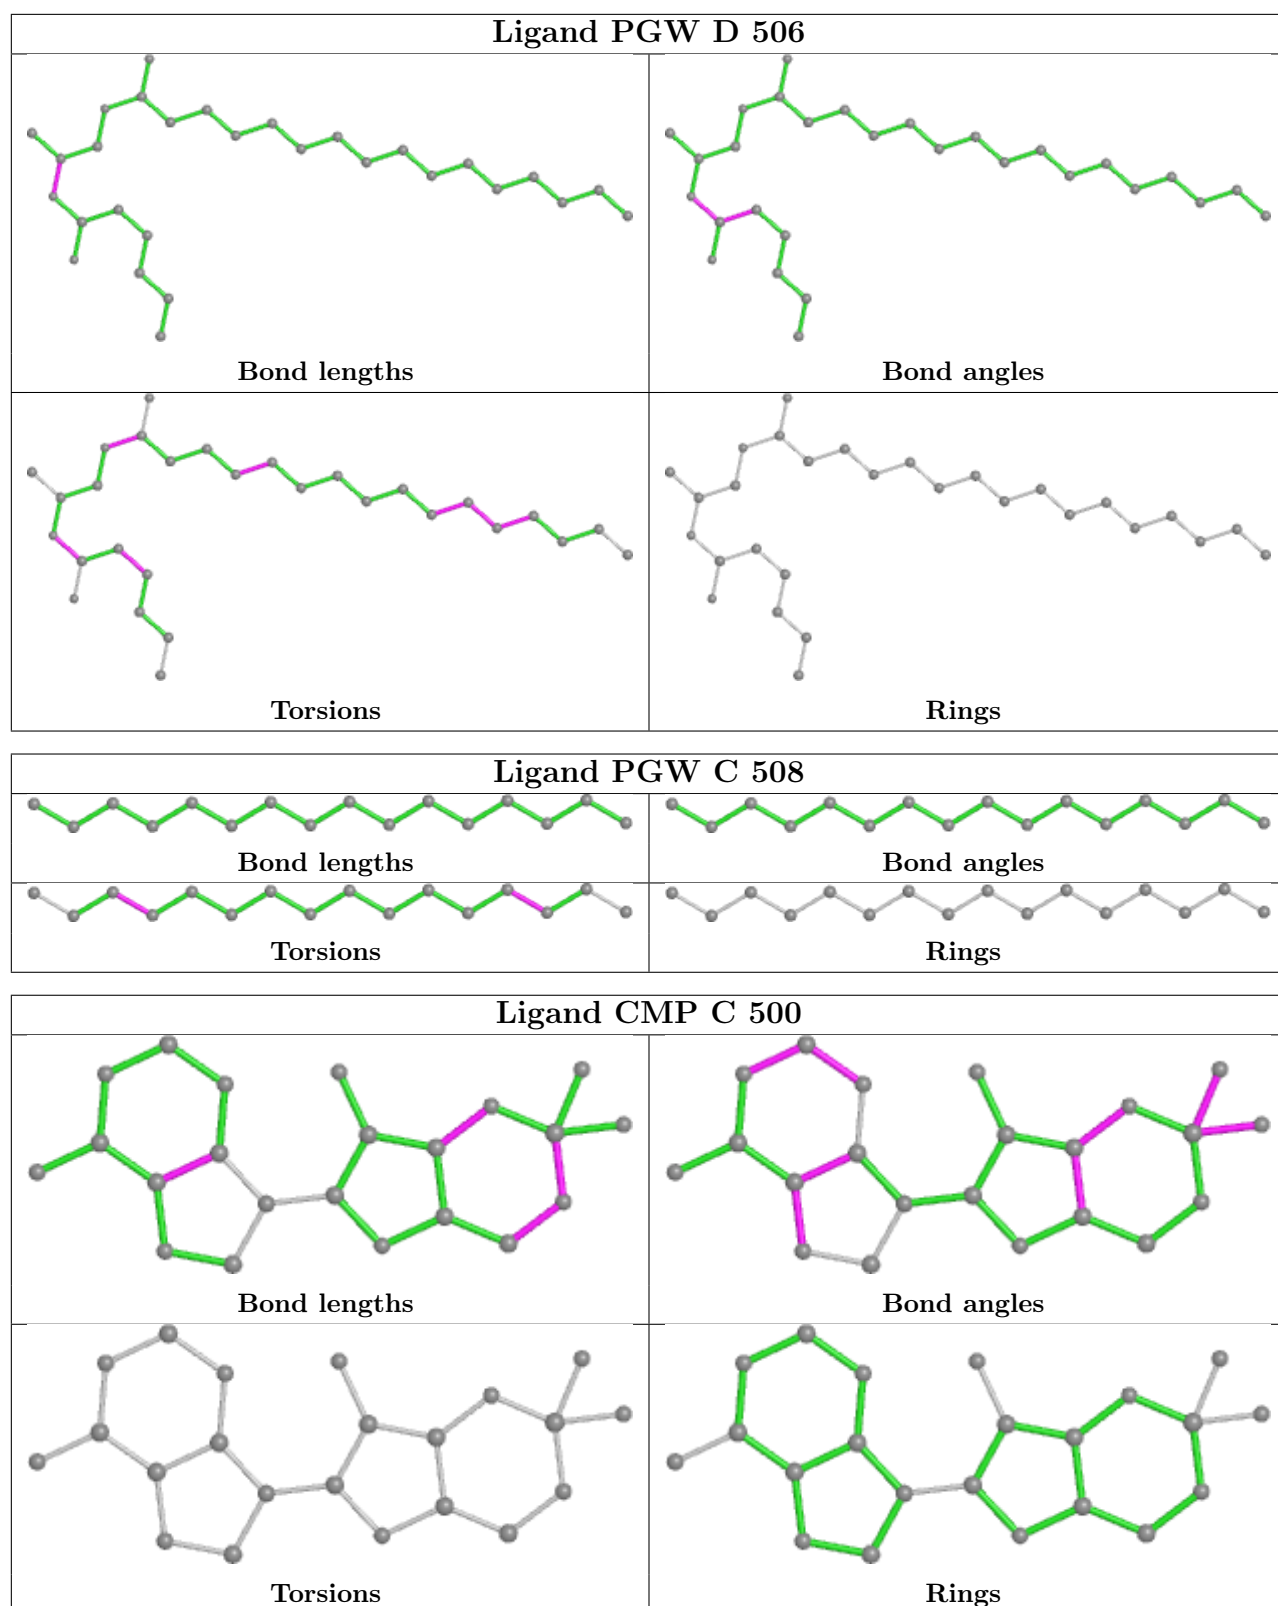 Ligand PGW D 506
Bond lengths
Bond angles
Torsions
Rings
Ligand PGW C 508
Bond lengths
Bond angles
Torsions
Rings
Ligand CMP C 500
Bond lengths
Bond angles
Torsions
Rings